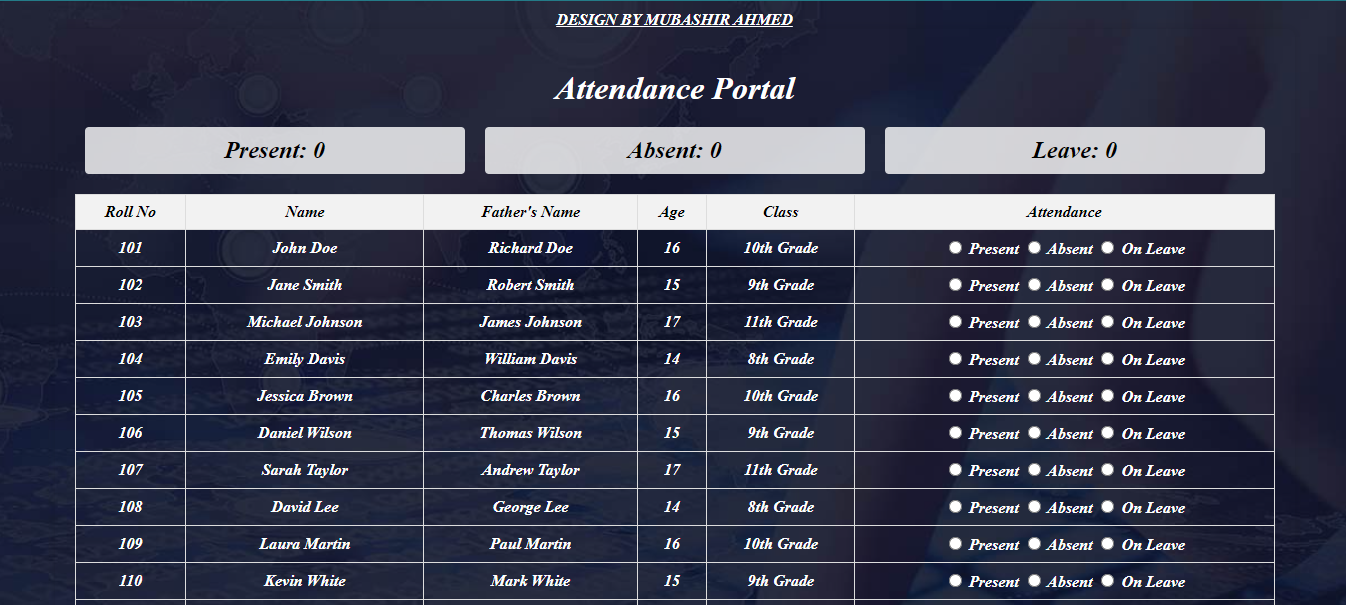 DESIGN BY MUBASHIR AHMED
Attendance Portal
Present: 0 Absent: 0 Leave: 0
Roll No Name Father's Name Age Class Attendance
101 John Doe Richard Doe 16 10th Grade Present Absent On Leave
102 Jane Smith Robert Smith 15 9th Grade Present Absent On Leave
103 Michael Johnson James Johnson 17 11th Grade Present Absent On Leave
104 Emily Davis William Davis 14 8th Grade Present Absent On Leave
105 Jessica Brown Charles Brown 16 10th Grade Present Absent On Leave
106 Daniel Wilson Thomas Wilson 15 9th Grade Present Absent On Leave
107 Sarah Taylor Andrew Taylor 17 11th Grade Present Absent On Leave
108 David Lee George Lee 14 8th Grade Present Absent On Leave
109 Laura Martin Paul Martin 16 10th Grade Present Absent On Leave
110 Kevin White Mark White 15 9th Grade Present Absent On Leave